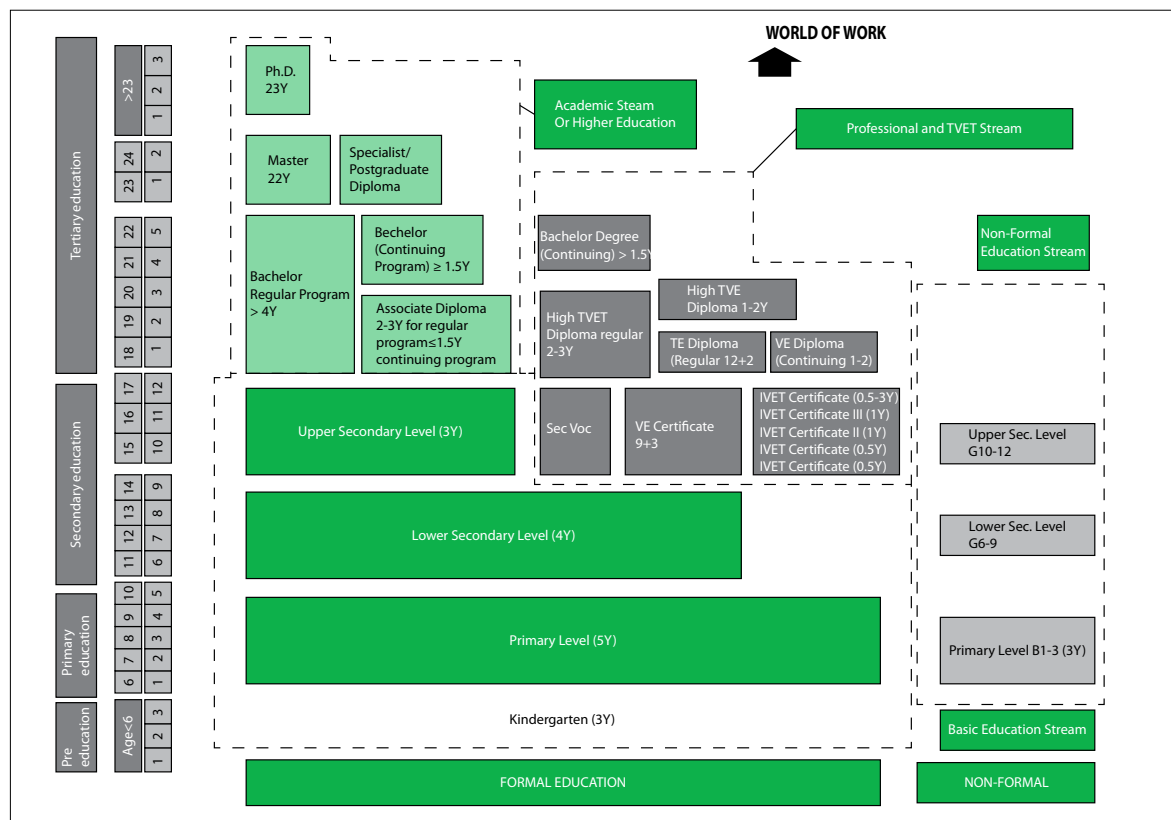 WORLD OF WORK
Tertiary education
>23
3
2
1
24
23
2
1
22
21
20
19
18
5
4
3
2
1
Secondary education
17
16
15
12
11
10
14
13
12
11
9
8
7
6
Primary
education
10
9
8
7
6
5
4
3
2
1
Pre
education
Age<6
3
2
1
Ph.D.
23Y
Master
22Y
Specialist/
Postgraduate
Diploma
Bachelor
Regular Program
> 4Y
Bechelor
(Continuing
Program) ≥ 1.5Y
Associate Diploma
2-3Y for regular
program≤1.5Y
continuing program
Academic Steam
Or Higher Education
Professional and TVET Stream
Bachelor Degree
(Continuing) > 1.5Y
High TVET
Diploma regular
2-3Y
High TVE
Diploma 1-2Y
TE Diploma
(Regular 12+2
VE Diploma
(Continuing 1-2)
Non-Formal
Education Stream
Upper Secondary Level (3Y)
Sec Voc
VE Certificate
9+3
IVET Certificate (0.5-3Y)
IVET Certificate III (1Y)
IVET Certificate II (1Y)
IVET Certificate (0.5Y)
IVET Certificate (0.5Y)
Upper Sec. Level
G10-12
Lower Secondary Level (4Y)
Lower Sec. Level
G6-9
Primary Level (5Y)
Primary Level B1-3 (3Y)
Kindergarten (3Y)
Basic Education Stream
FORMAL EDUCATION
NON-FORMAL